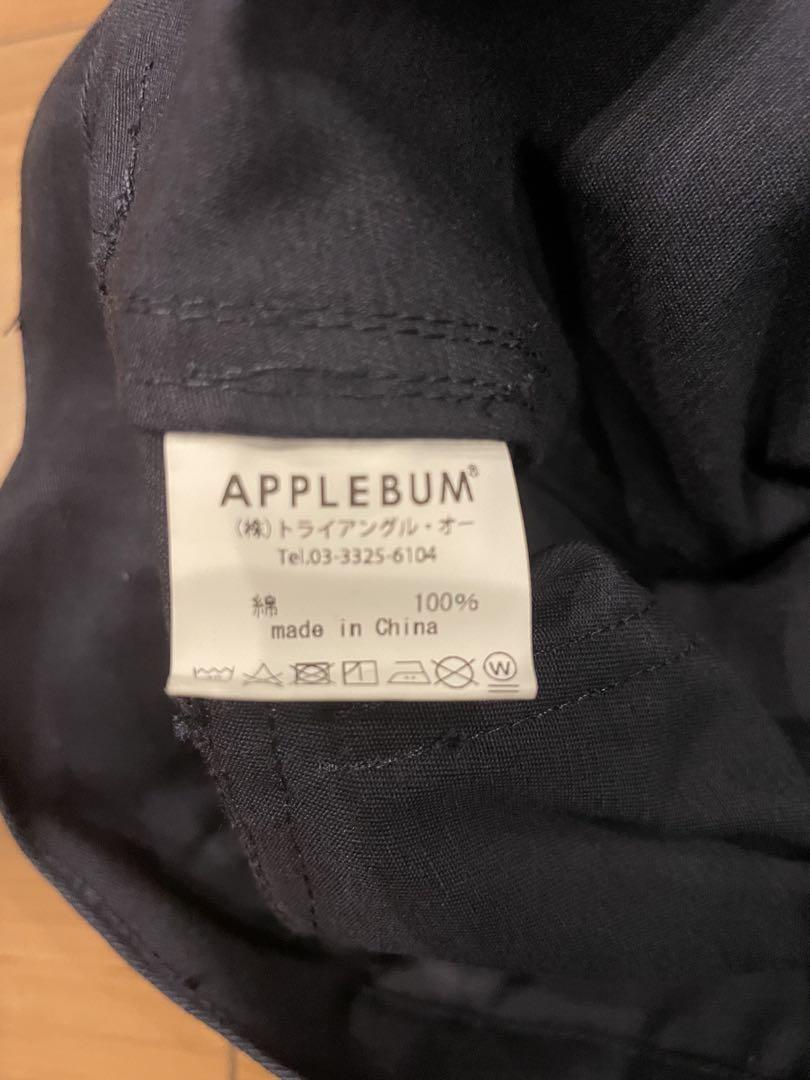 APPLEBUM®
(株)トライアングル・オー
Tel.03-3325-6104
綿 100%
made in China
W